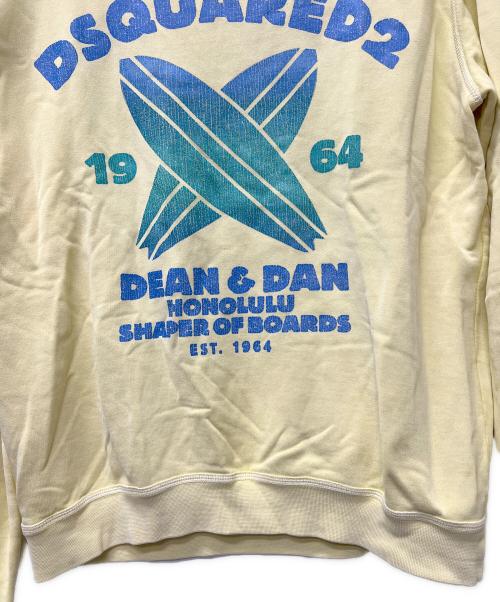 DSQUARED2
19 64
DEAN & DAN
HONOLULU
SHAPER OF BOARDS
EST. 1964